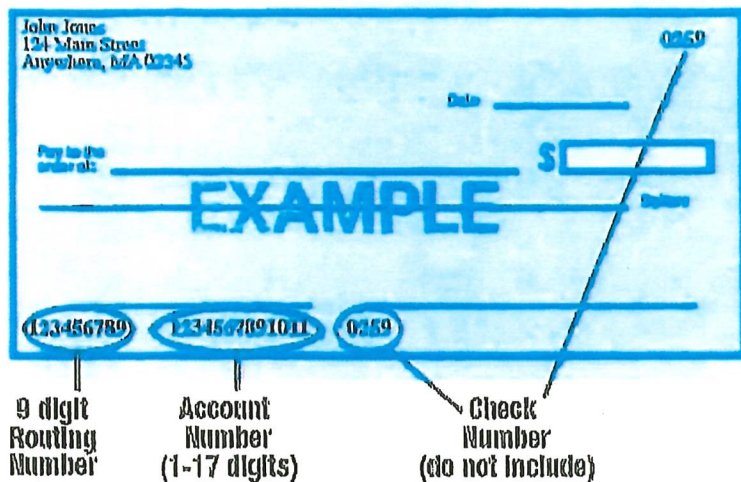 John Jones
124 Main Street
Anywhere, MA 02345
0259
Date
Pay to the
order of:
$
EXAMPLE
Dollars
123456789 1234567891011 0259
9 digit
Routing
Number
Account
Number
(1-17 digits)
Check
Number
(do not include)